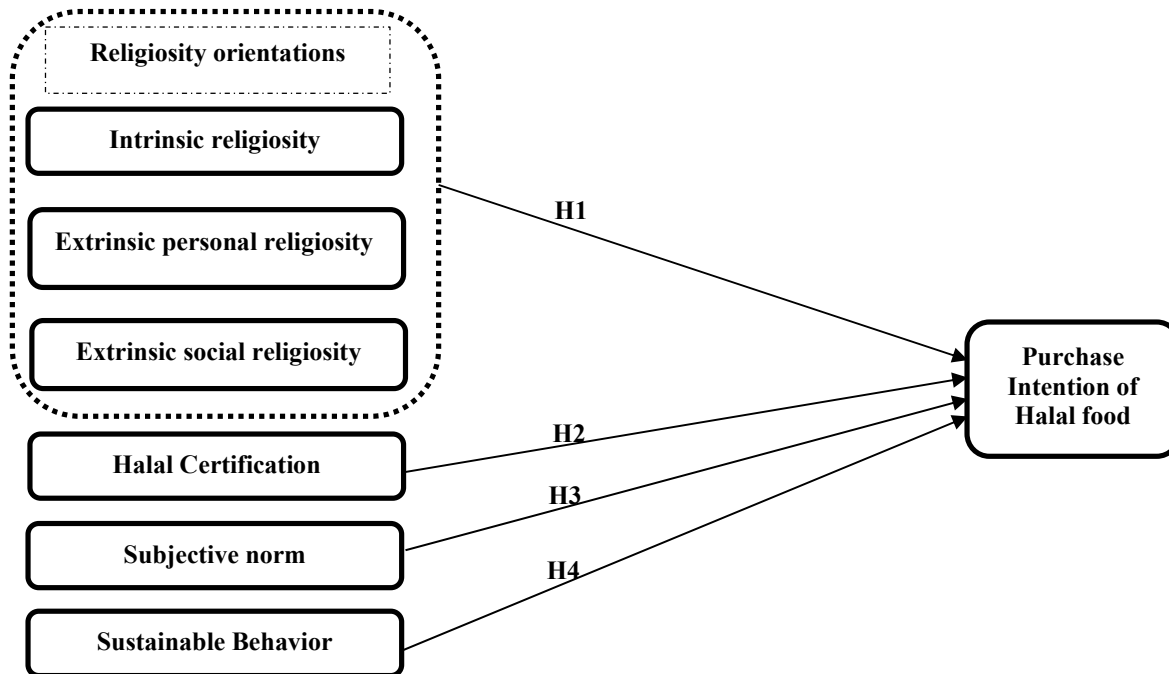 Religiosity orientations
Intrinsic religiosity
Extrinsic personal religiosity
Extrinsic social religiosity
Halal Certification
Subjective norm
Sustainable Behavior
H1
H2
H3
H4
Purchase
Intention of
Halal food